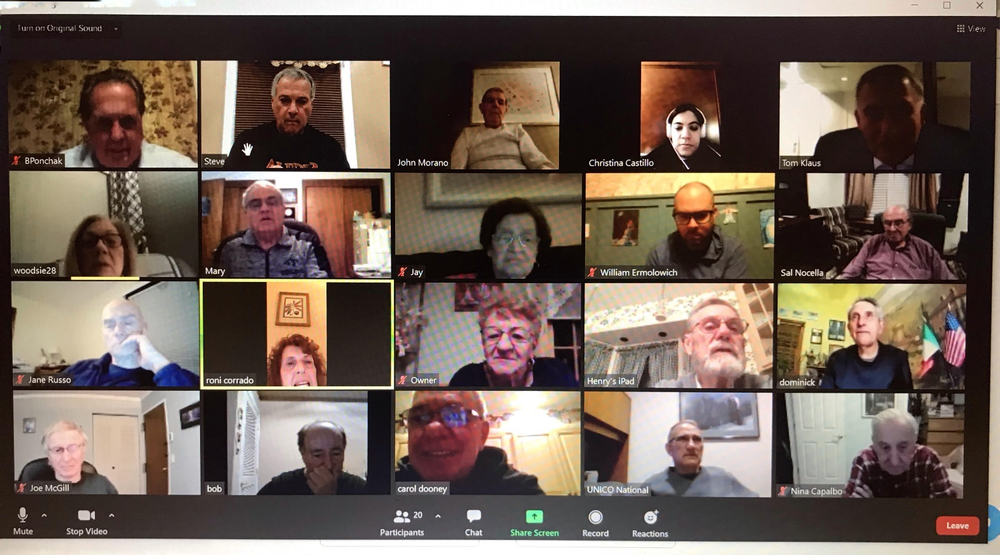 Turn on Original Sound
View
BPonchak
Steve
John Morano
Christina Castillo
Tom Klaus
woodsie28
Mary
Jay
William Ermolowich
Sal Nocella
Jane Russo
roni corrado
Owner
Henry's iPad
dominick
Joe McGill
bob
carol dooney
UNICO National
Nina Capalbo
Mute
Stop Video
20
Participants
Chat
Share Screen
Record
Reactions
Leave